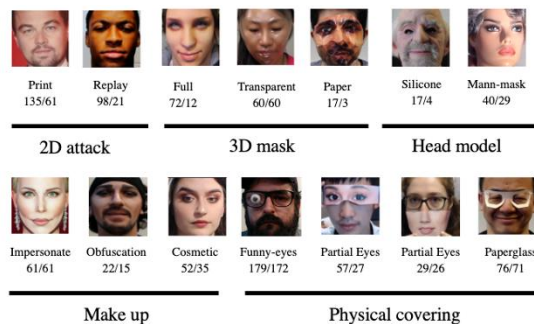 Print Replay Full Transparent Paper Silicone Mann-mask
135/61 98/21 72/12 60/60 17/3 17/4 40/29
2D attack 3D mask Head model
Impersonate Obfuscation Cosmetic Funny-eyes Partial Eyes Partial Eyes Paperglass
61/61 22/15 52/35 179/172 57/27 29/26 76/71
Make up Physical covering